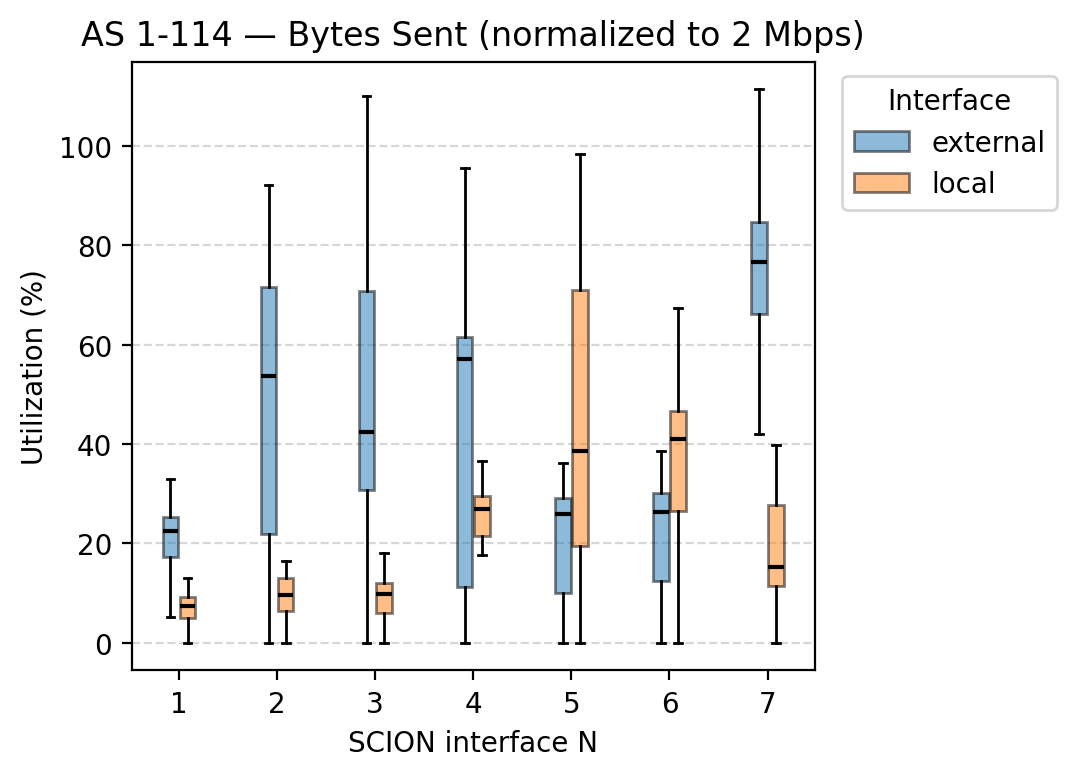 AS 1-114 — Bytes Sent (normalized to 2 Mbps)
Interface
external
local
Utilization (%)
100
80
60
40
20
0
1 2 3 4 5 6 7
SCION interface N